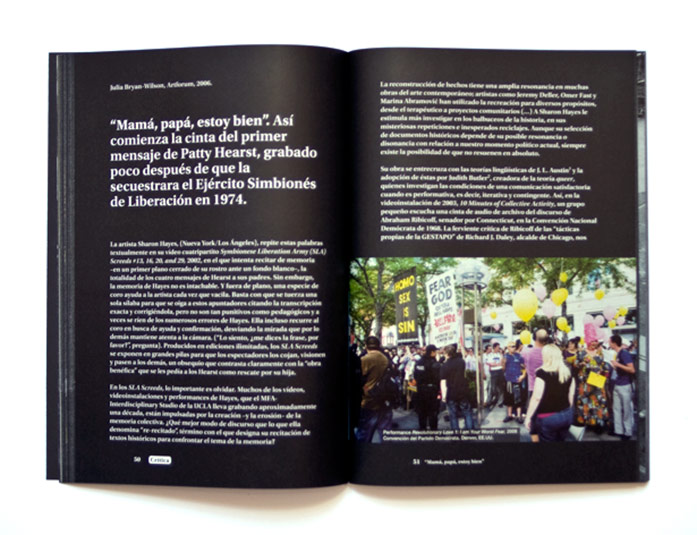 Julia Bryan-Wilson, Artforum, 2006.
“Mamá, papá, estoy bien”. Así
comienza la cinta del primer
mensaje de Patty Hearst, grabado
poco después de que la
secuestrara el Ejército Simbionés
de Liberación en 1974.
La artista Sharon Hayes, (Nueva York/Los Ángeles), repite estas palabras
textualmente en su video cuatripartito Symbionese Liberation Army (SLA)
Screeds #13, 16, 20, and 29, 2002, en el que intenta recitar de memoria
-en un primer plano cerrado de su rostro ante un fondo blanco-, la
totalidad de los cuatro mensajes de Hearst a sus padres. Sin embargo,
la memoria de Hayes no es intachable. Y fuera de plano, una especie de
coro ayuda a la artista cada vez que vacila. Basta con que se tuerza una
sola sílaba para que se oiga a estos apuntadores citando la transcripción
exacta y corrigiéndola, pero no son tan punitivos como pedagógicos y a
veces se ríen de los numerosos errores de Hayes. Ella incluso recurre al
coro en busca de ayuda y confirmación, desviando la mirada que por lo
demás mantiene atenta a la cámara. (“Lo siento, ¿me dices la frase, por
favor?”, pregunta). Producidos en ediciones ilimitadas, los SLA Screeds
se exponen en grandes pilas para que los espectadores los cojan, visionen
y pasen a los demás, un obsequio que contrasta claramente con la “obra
benéfica” que se les pedía a los Hearst como rescate por su hija.
En los SLA Screeds, lo importante es olvidar. Muchos de los vídeos,
videoinstalaciones y performances de Hayes, que el MFA-
Interdisciplinary Studio de la UCLA lleva grabando aproximadamente
una década, están impulsados por la creación -y la erosión- de la
memoria colectiva. ¿Qué mejor modo de discurso que lo que ella
denomina “re-recitado”, término con el que designa su recitación de
textos históricos para confrontar el tema de la memoria?
50
La reconstrucción de hechos tiene una amplia resonancia en muchas
obras del arte contemporáneo; artistas como Jeremy Deller, Omer Fast y
Marina Abramović han utilizado la recreación para diversos propósitos,
desde el terapéutico a proyectos comunitarios (...) A Sharon Hayes le
estimula más investigar en los balbuceos de la historia, en sus
misteriosas repeticiones e inesperados reciclajes. Aunque su selección
de documentos históricos depende de su posible resonancia o
disonancia con relación a nuestro momento político actual, siempre
existe la posibilidad de que no resuenen en absoluto.
Su obra se entrecruza con las teorías lingüísticas de J. L. Austin¹ y la
adopción de éstas por Judith Butler², creadora de la teoría queer,
quienes investigan las condiciones de una comunicación satisfactoria
cuando es performativa, es decir, iterativa y contingente. Así, en la
videoinstalación de 2003, 10 Minutes of Collective Activity, un grupo
pequeño escucha una cinta de audio de archivo del discurso de
Abraham Ribicoff, senador por Connecticut, en la Convención Nacional
Demócrata de 1968. La ferviente crítica de Ribicoff de las “tácticas
propias de la GESTAPO” de Richard J. Daley, alcalde de Chicago, nos
HOMO
SEX
IS
SIN
FEAR
GOD
Performance Revolutionary Love 1: I am Your Worst Fear, 2008
Convención del Partido Demócrata, Denver, EE.UU.
51 “Mamá, papá, estoy bien”